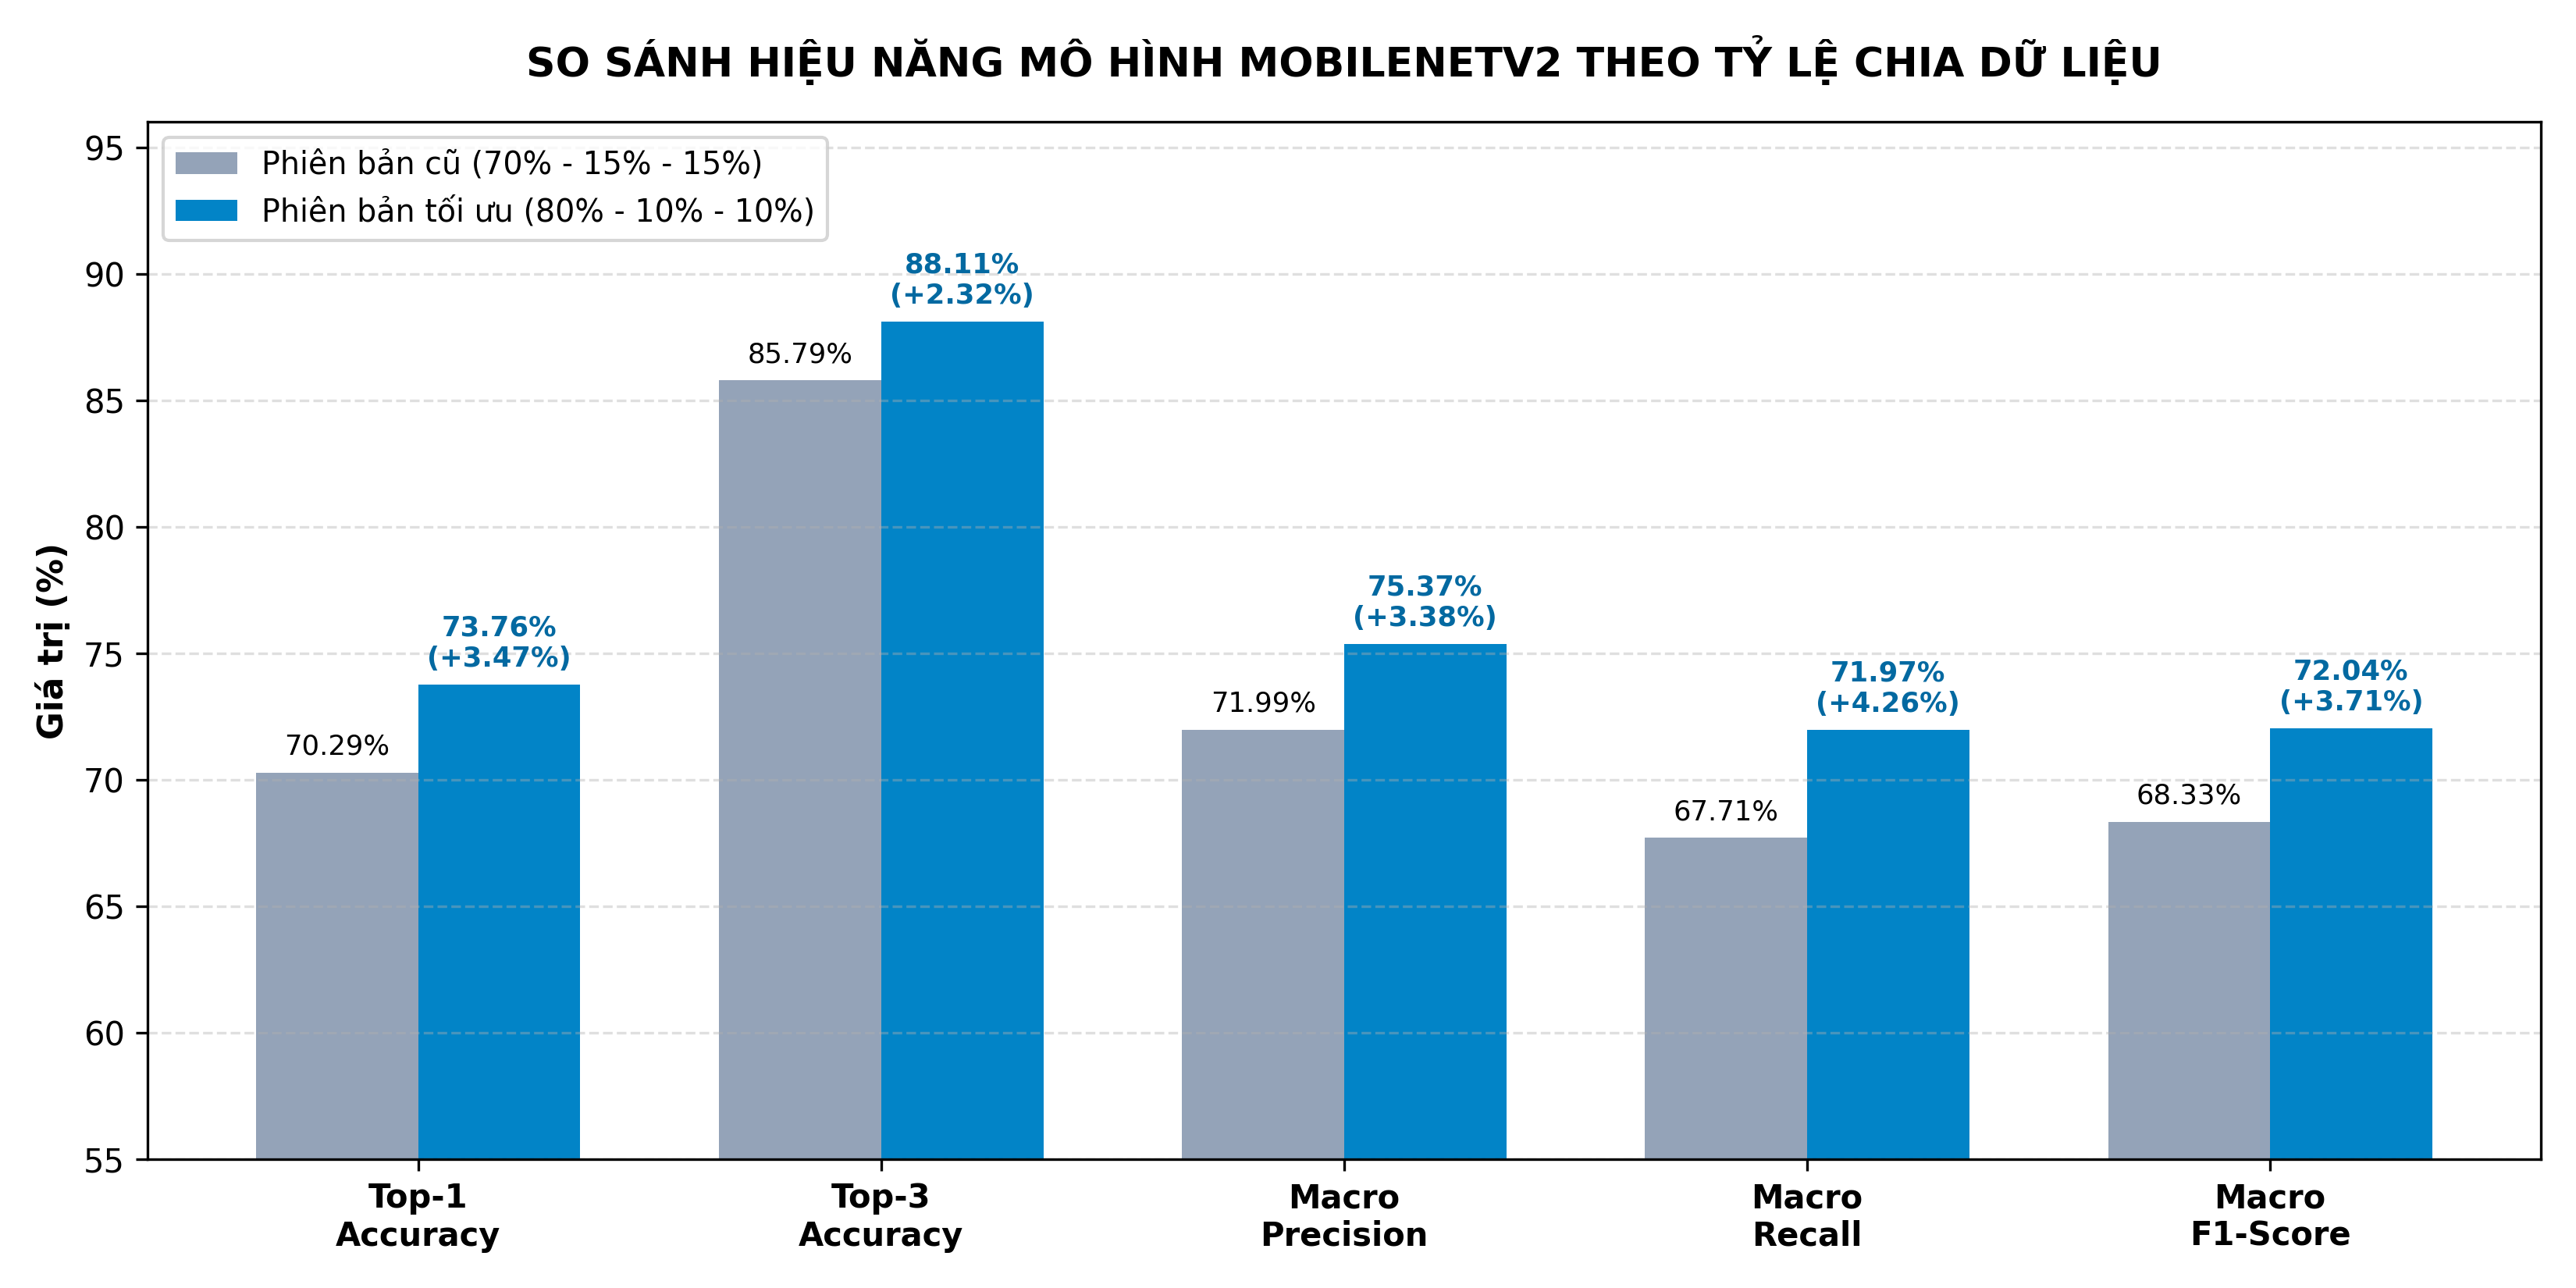 SO SÁNH HIỆU NĂNG MÔ HÌNH MOBILENETV2 THEO TỶ LỆ CHIA DỮ LIỆU
Phiên bản cũ (70% - 15% - 15%)
Phiên bản tối ưu (80% - 10% - 10%)
Giá trị (%)
95
90
85
80
75
70
65
60
55
70.29%
73.76%
(+3.47%)
85.79%
88.11%
(+2.32%)
71.99%
75.37%
(+3.38%)
67.71%
71.97%
(+4.26%)
68.33%
72.04%
(+3.71%)
Top-1
Accuracy
Top-3
Accuracy
Macro
Precision
Macro
Recall
Macro
F1-Score